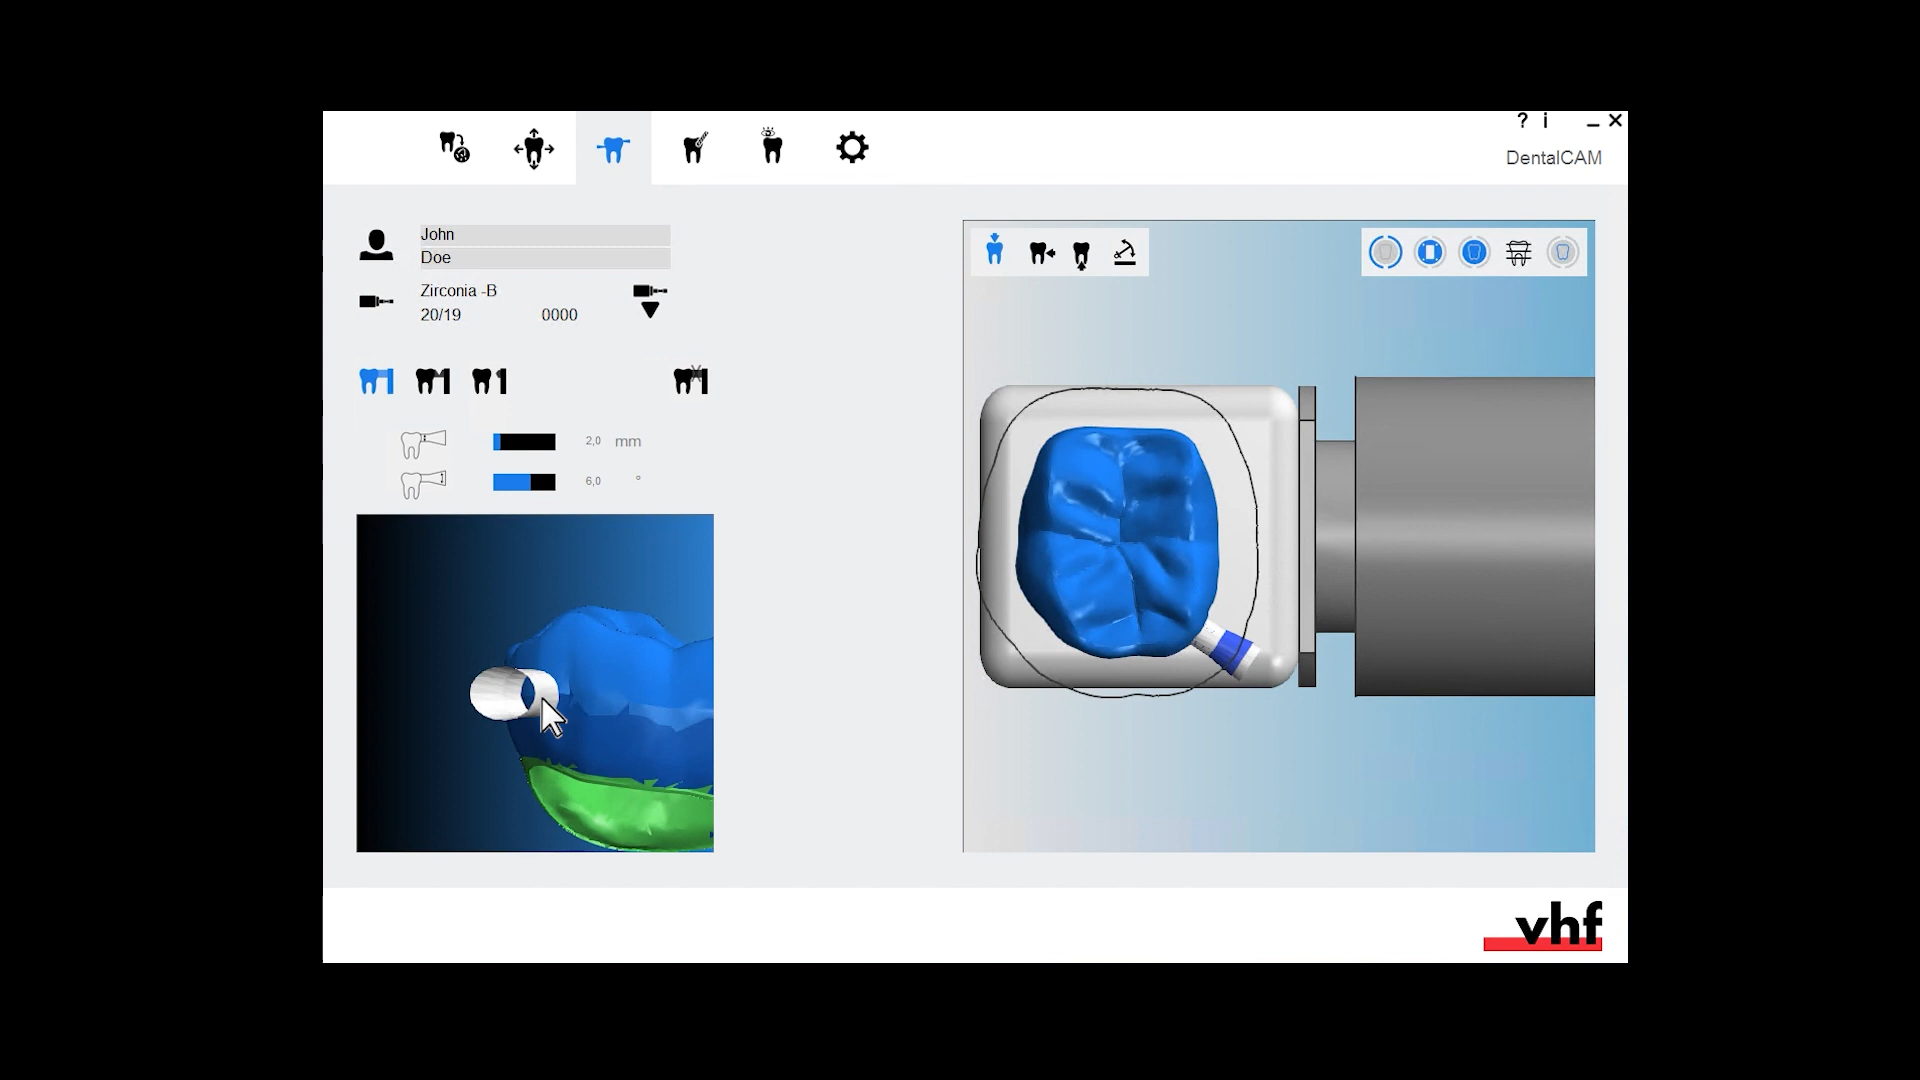 ? i
DentalCAM
John
Doe
Zirconia -B
20/19 0000
2,0 mm
6,0 °
vhf